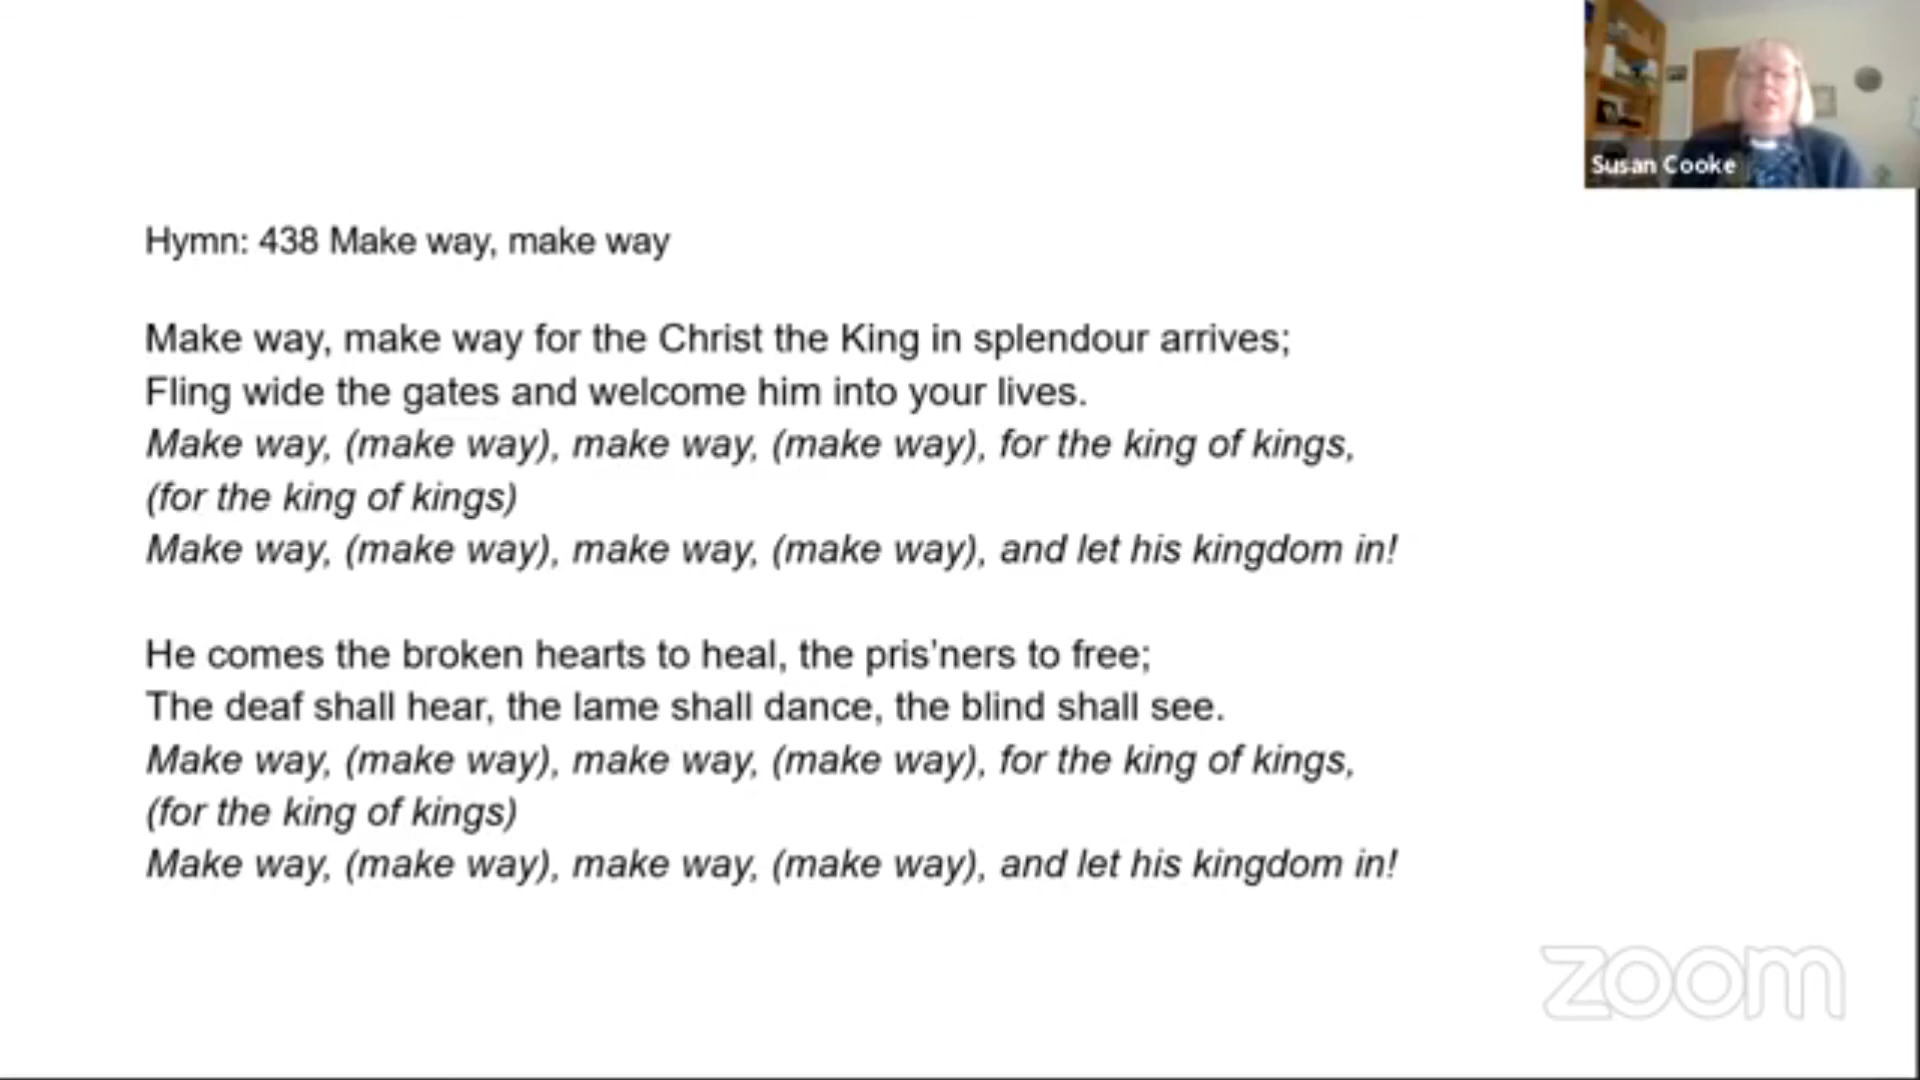 Susan Cooke
Hymn: 438 Make way, make way
Make way, make way for the Christ the King in splendour arrives;
Fling wide the gates and welcome him into your lives.
Make way, (make way), make way, (make way), for the king of kings,
(for the king of kings)
Make way, (make way), make way, (make way), and let his kingdom in!
He comes the broken hearts to heal, the pris’ners to free;
The deaf shall hear, the lame shall dance, the blind shall see.
Make way, (make way), make way, (make way), for the king of kings,
(for the king of kings)
Make way, (make way), make way, (make way), and let his kingdom in!
zoom